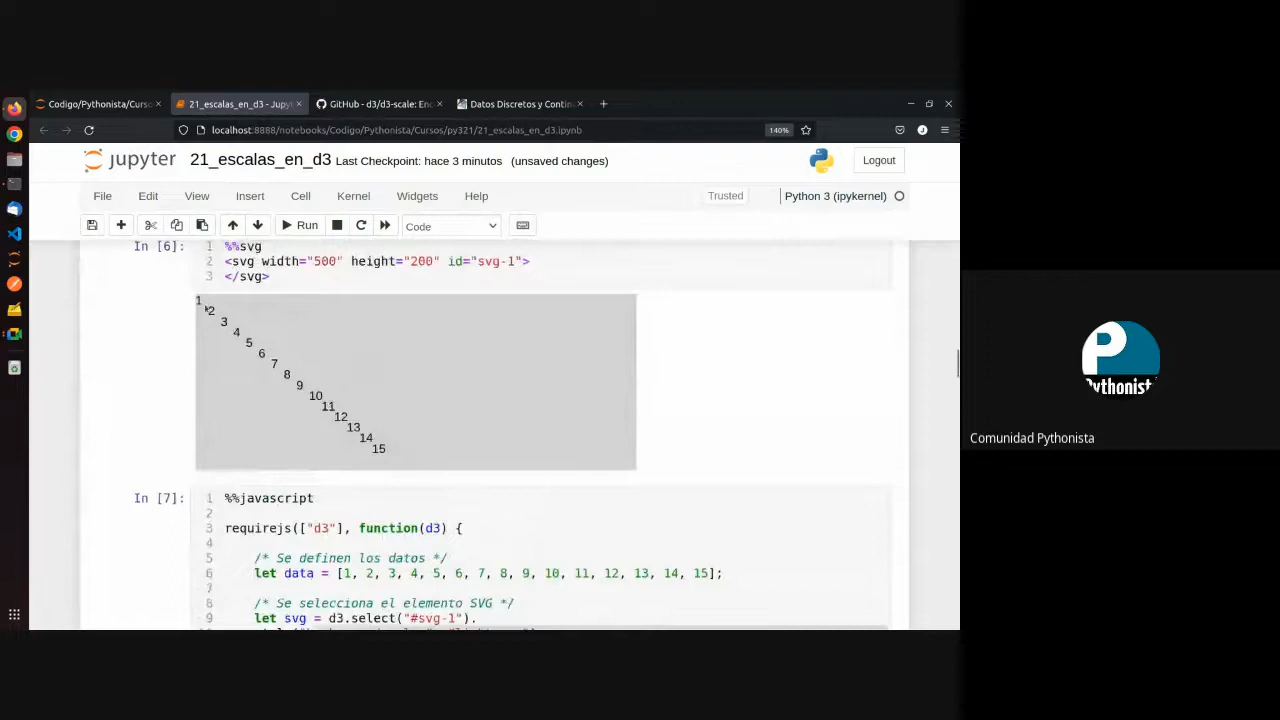 Codigo/Pythonista/Curso
21_escalas_en_d3 - Jupyt
GitHub - d3/d3-scale: Enc
Datos Discretos y Contin
localhost:8888/notebooks/Codigo/Pythonista/Cursos/py321/21_escalas_en_d3.ipynb
140%
jupyter
21_escalas_en_d3 Last Checkpoint: hace 3 minutos (unsaved changes)
Logout
File Edit View Insert Cell Kernel Widgets Help
Trusted
Python 3 (ipykernel)
Run
Code
In [6]:
1 %%svg
2 <svg width="500" height="200" id="svg-1">
3 </svg>
1
2
3
4
5
6
7
8
9
10
11
12
13
14
15
In [7]:
1 %%javascript
2
3 requirejs(["d3"], function(d3) {
4
5 /* Se definen los datos */
6 let data = [1, 2, 3, 4, 5, 6, 7, 8, 9, 10, 11, 12, 13, 14, 15];
7
8 /* Se selecciona el elemento SVG */
9 let svg = d3.select("#svg-1").
P
Pythonist
Comunidad Pythonista